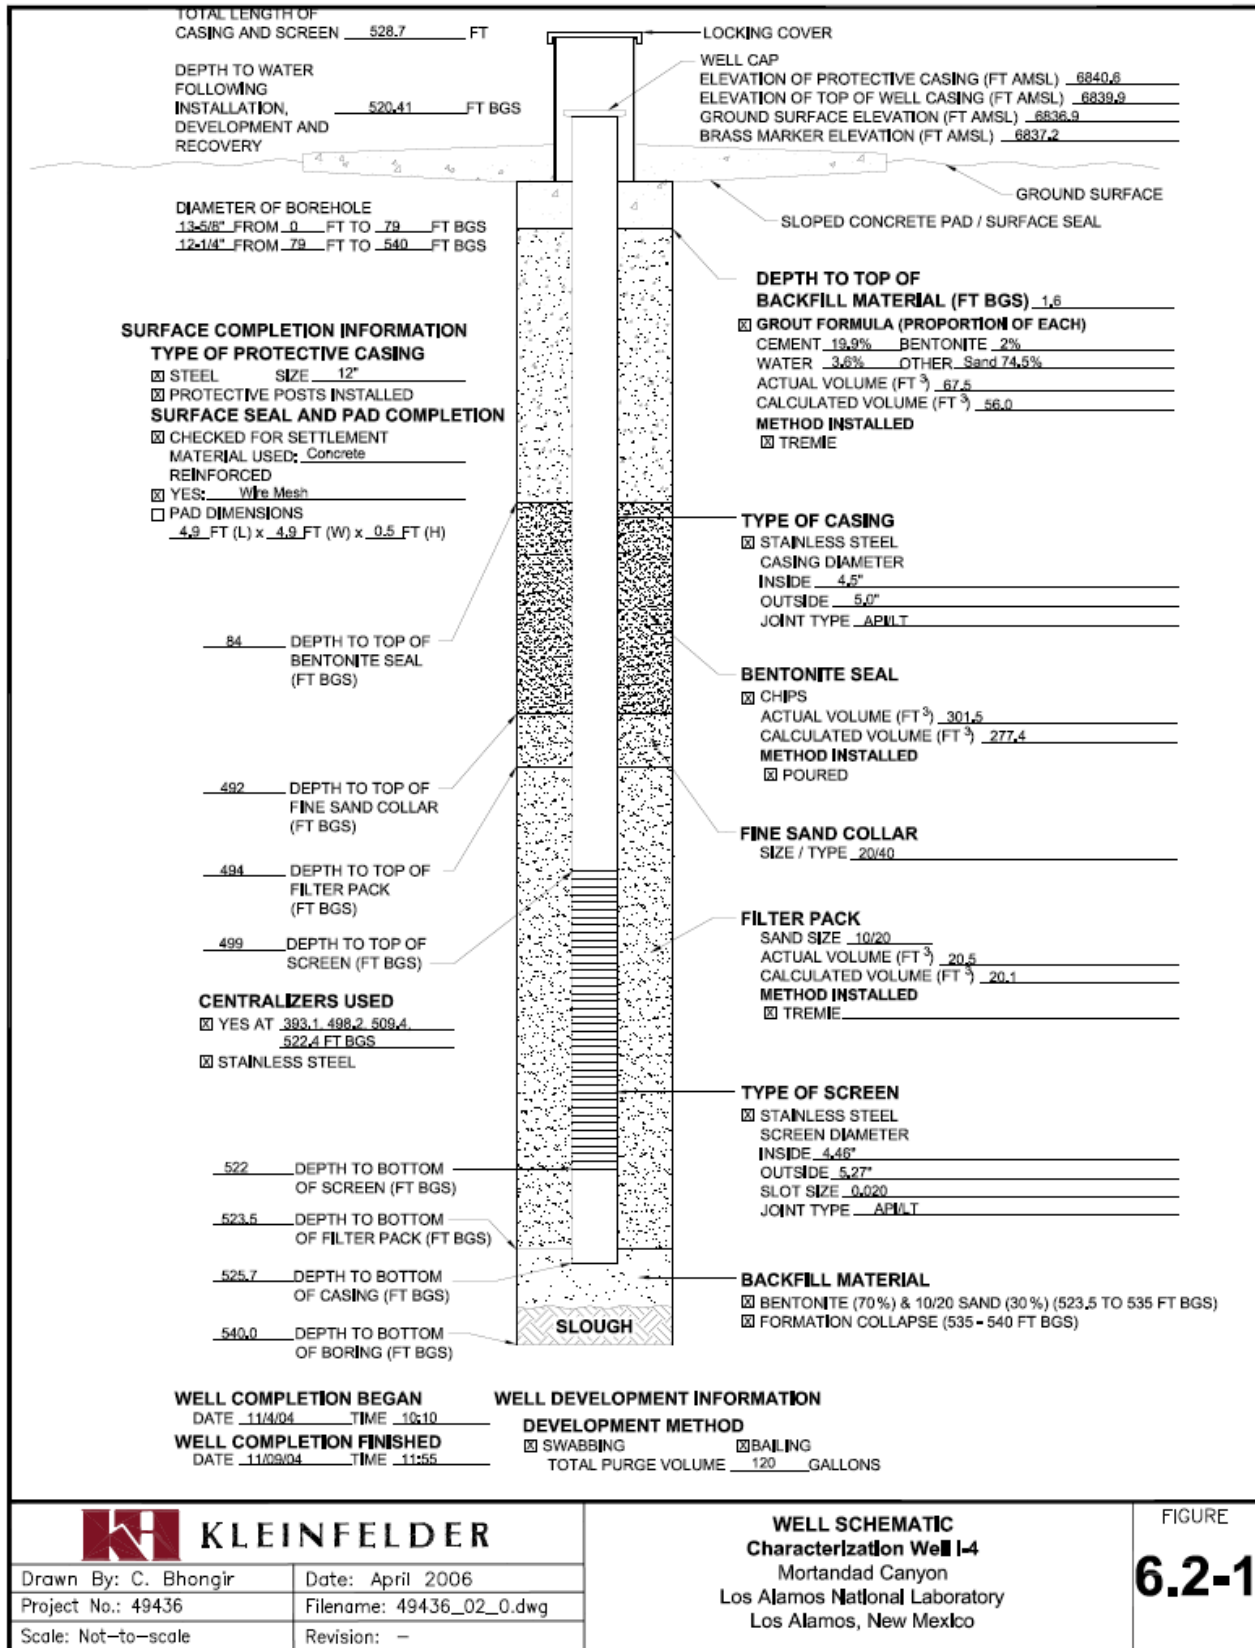 TOTAL LENGTH OF
CASING AND SCREEN 528.7 FT
DEPTH TO WATER
FOLLOWING
INSTALLATION, 520.41 FT BGS
DEVELOPMENT AND
RECOVERY
LOCKING COVER
WELL CAP
ELEVATION OF PROTECTIVE CASING (FT AMSL) 6840.6
ELEVATION OF TOP OF WELL CASING (FT AMSL) 6839.9
GROUND SURFACE ELEVATION (FT AMSL) 6836.9
BRASS MARKER ELEVATION (FT AMSL) 6837.2
GROUND SURFACE
SLOPED CONCRETE PAD / SURFACE SEAL
DIAMETER OF BOREHOLE
13-5/8" FROM 0 FT TO 79 FT BGS
12-1/4" FROM 79 FT TO 540 FT BGS
DEPTH TO TOP OF
BACKFILL MATERIAL (FT BGS) 1.6
☒ GROUT FORMULA (PROPORTION OF EACH)
CEMENT 19.9% BENTONITE 2%
WATER 3.6% OTHER Sand 74.5%
ACTUAL VOLUME (FT 3) 67.5
CALCULATED VOLUME (FT 3) 56.0
METHOD INSTALLED
☒ TREMIE
SURFACE COMPLETION INFORMATION
TYPE OF PROTECTIVE CASING
☒ STEEL SIZE 12"
☒ PROTECTIVE POSTS INSTALLED
SURFACE SEAL AND PAD COMPLETION
☒ CHECKED FOR SETTLEMENT
MATERIAL USED: Concrete
REINFORCED
☒ YES: Wire Mesh
☐ PAD DIMENSIONS
4.9 FT (L) x 4.9 FT (W) x 0.5 FT (H)
TYPE OF CASING
☒ STAINLESS STEEL
CASING DIAMETER
INSIDE 4.5"
OUTSIDE 5.0"
JOINT TYPE API/LT
84 DEPTH TO TOP OF
BENTONITE SEAL
(FT BGS)
BENTONITE SEAL
☒ CHIPS
ACTUAL VOLUME (FT 3) 301.5
CALCULATED VOLUME (FT 3) 277.4
METHOD INSTALLED
☒ POURED
492 DEPTH TO TOP OF
FINE SAND COLLAR
(FT BGS)
FINE SAND COLLAR
SIZE / TYPE 20/40
494 DEPTH TO TOP OF
FILTER PACK
(FT BGS)
499 DEPTH TO TOP OF
SCREEN (FT BGS)
FILTER PACK
SAND SIZE 10/20
ACTUAL VOLUME (FT 3) 20.5
CALCULATED VOLUME (FT 3) 20.1
METHOD INSTALLED
☒ TREMIE
CENTRALIZERS USED
☒ YES AT 393.1, 498.2, 509.4,
522.4 FT BGS
☒ STAINLESS STEEL
TYPE OF SCREEN
☒ STAINLESS STEEL
SCREEN DIAMETER
INSIDE 4.46"
OUTSIDE 5.27"
SLOT SIZE 0.020
JOINT TYPE API/LT
522 DEPTH TO BOTTOM
OF SCREEN (FT BGS)
523.5 DEPTH TO BOTTOM
OF FILTER PACK (FT BGS)
525.7 DEPTH TO BOTTOM
OF CASING (FT BGS)
BACKFILL MATERIAL
☒ BENTONITE (70%) & 10/20 SAND (30%) (523.5 TO 535 FT BGS)
☒ FORMATION COLLAPSE (535 - 540 FT BGS)
SLOUGH
540.0 DEPTH TO BOTTOM
OF BORING (FT BGS)
WELL COMPLETION BEGAN
DATE 11/4/04 TIME 10:10
WELL COMPLETION FINISHED
DATE 11/09/04 TIME 11:55
WELL DEVELOPMENT INFORMATION
DEVELOPMENT METHOD
☒ SWABBING ☒ BAILING
TOTAL PURGE VOLUME 120 GALLONS
KLEINFELDER
Drawn By: C. Bhongir
Date: April 2006
Project No.: 49436
Filename: 49436_02_0.dwg
Scale: Not-to-scale
Revision: -
WELL SCHEMATIC
Characterization Well I-4
Mortandad Canyon
Los Alamos National Laboratory
Los Alamos, New Mexico
FIGURE
6.2-1